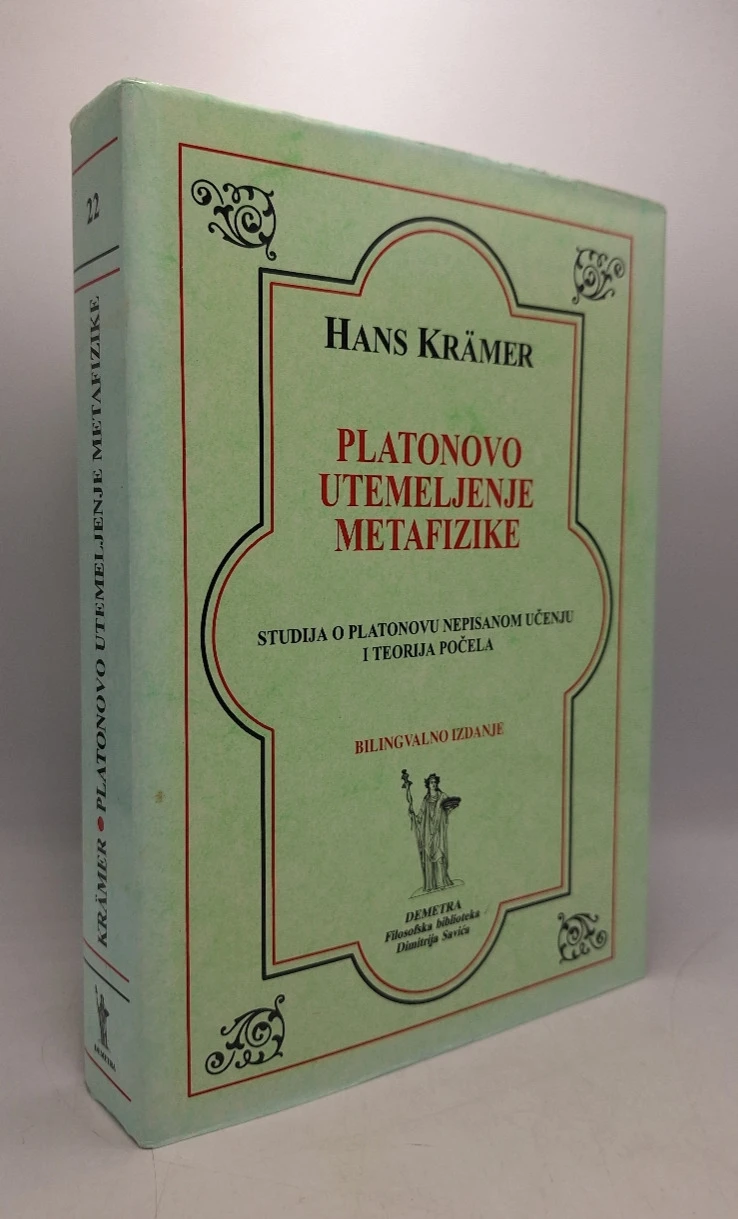 22
KRÄMER • PLATONOVO UTEMELJENJE METAFIZIKE
DEMETRA
HANS KRÄMER
PLATONOVO
UTEMELJENJE
METAFIZIKE
STUDIJA O PLATONOVU NEPISANOM UČENJU
I TEORIJA POČELA
BILINGVALNO IZDANJE
DEMETRA
Filosofska biblioteka
Dimitrija Savića